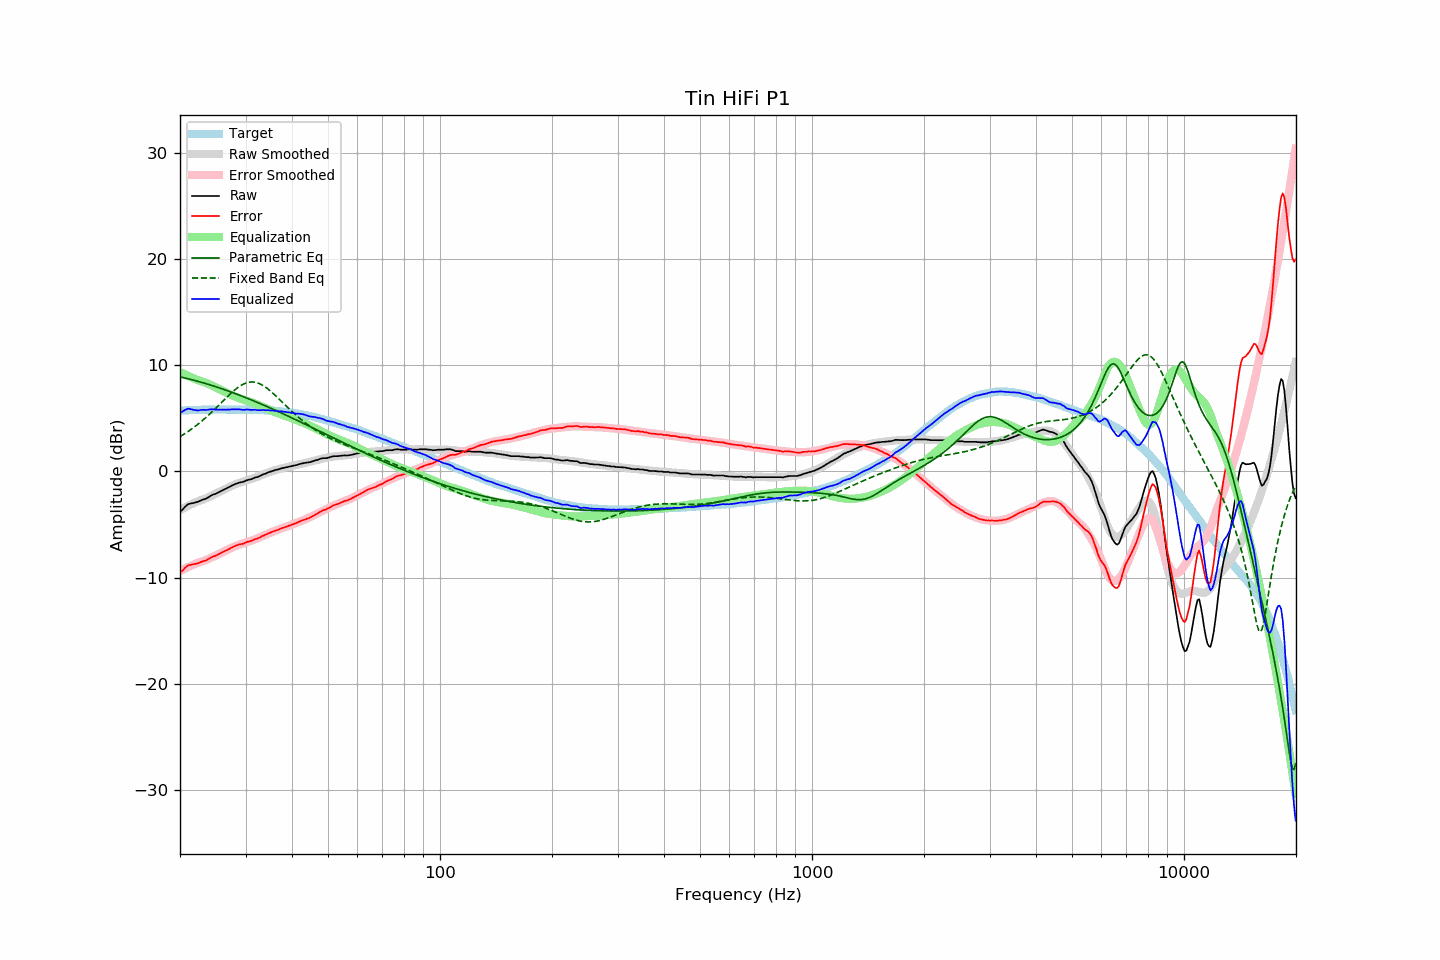 Tin HiFi P1
Target
Raw Smoothed
Error Smoothed
Raw
Error
Equalization
Parametric Eq
Fixed Band Eq
Equalized
30
20
10
0
−10
−20
−30
Amplitude (dBr)
100 1000 10000
Frequency (Hz)